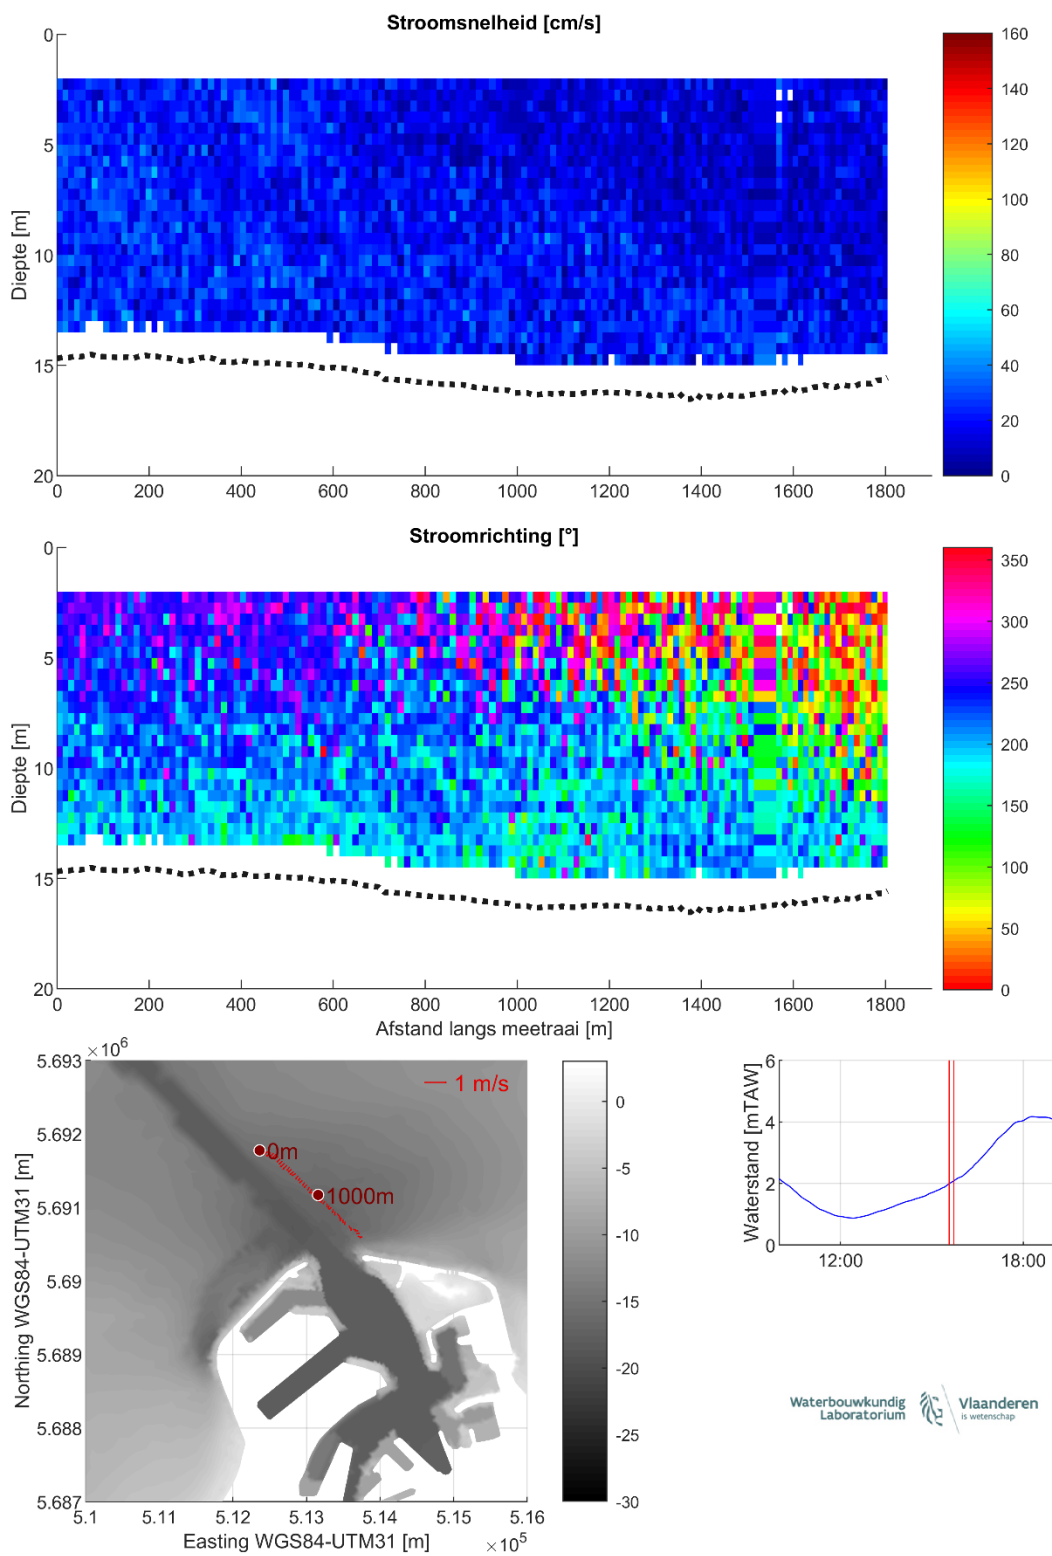 Stroomsnelheid [cm/s]
0
5
10
15
20
Diepte [m]
0 200 400 600 800 1000 1200 1400 1600 1800
160
140
120
100
80
60
40
20
0
Stroomrichting [°]
0
5
10
15
20
Diepte [m]
0 200 400 600 800 1000 1200 1400 1600 1800
Afstand langs meetraai [m]
350
300
250
200
150
100
50
0
×10⁶
5.693
5.692
5.691
5.69
5.689
5.688
5.687
Northing WGS84-UTM31 [m]
1 m/s
0m
1000m
5.1 5.11 5.12 5.13 5.14 5.15 5.16
Easting WGS84-UTM31 [m]
×10⁵
0
-5
-10
-15
-20
-25
-30
6
4
2
0
Waterstand [mTAW]
12:00 18:00
Waterbouwkundig
Laboratorium
Vlaanderen
is wetenschap